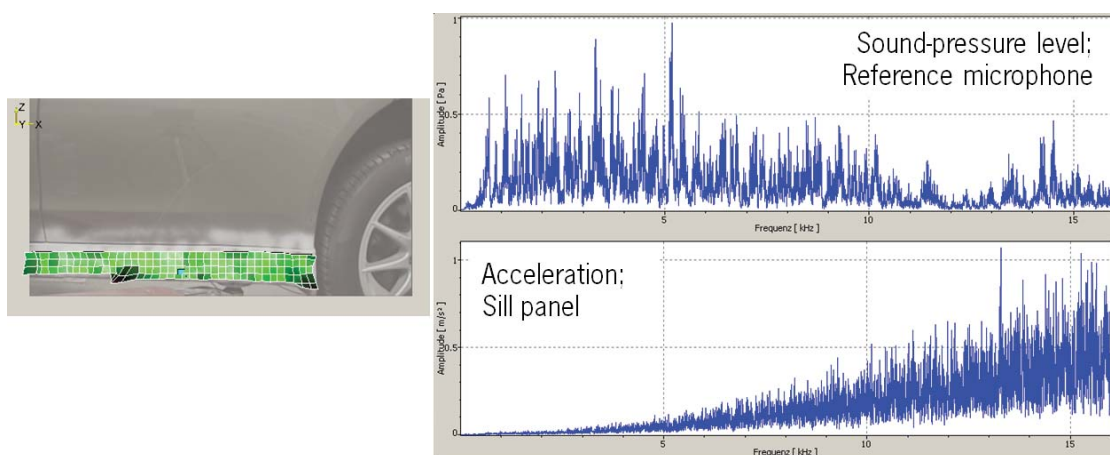 Z
Y
X
Amplitude [ Pa ]
1
0.5
0
5
10
15
Frequenz [ kHz ]
Sound-pressure level;
Reference microphone
Amplitude [ m/s² ]
1
0.5
0
5
10
15
Frequenz [ kHz ]
Acceleration;
Sill panel